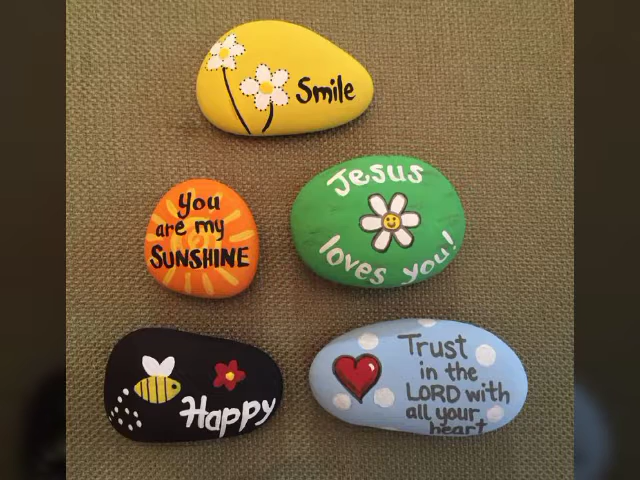 Smile
You
are my
SUNSHINE
Jesus
loves you!
Happy
Trust
in the
LORD with
all your
heart